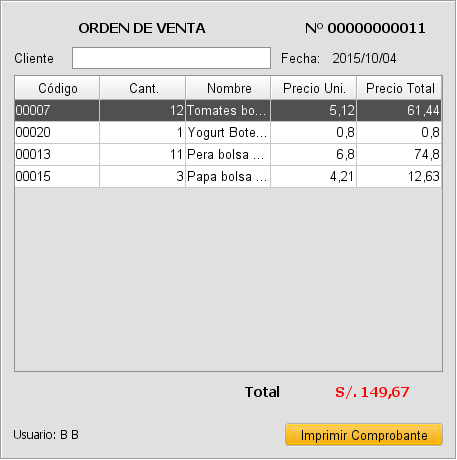 ORDEN DE VENTA Nº 00000000011
Cliente Fecha: 2015/10/04
Código Cant. Nombre Precio Uni. Precio Total
00007 12 Tomates bo... 5,12 61,44
00020 1 Yogurt Bote... 0,8 0,8
00013 11 Pera bolsa ... 6,8 74,8
00015 3 Papa bolsa ... 4,21 12,63
Total S/. 149,67
Usuario: B B Imprimir Comprobante